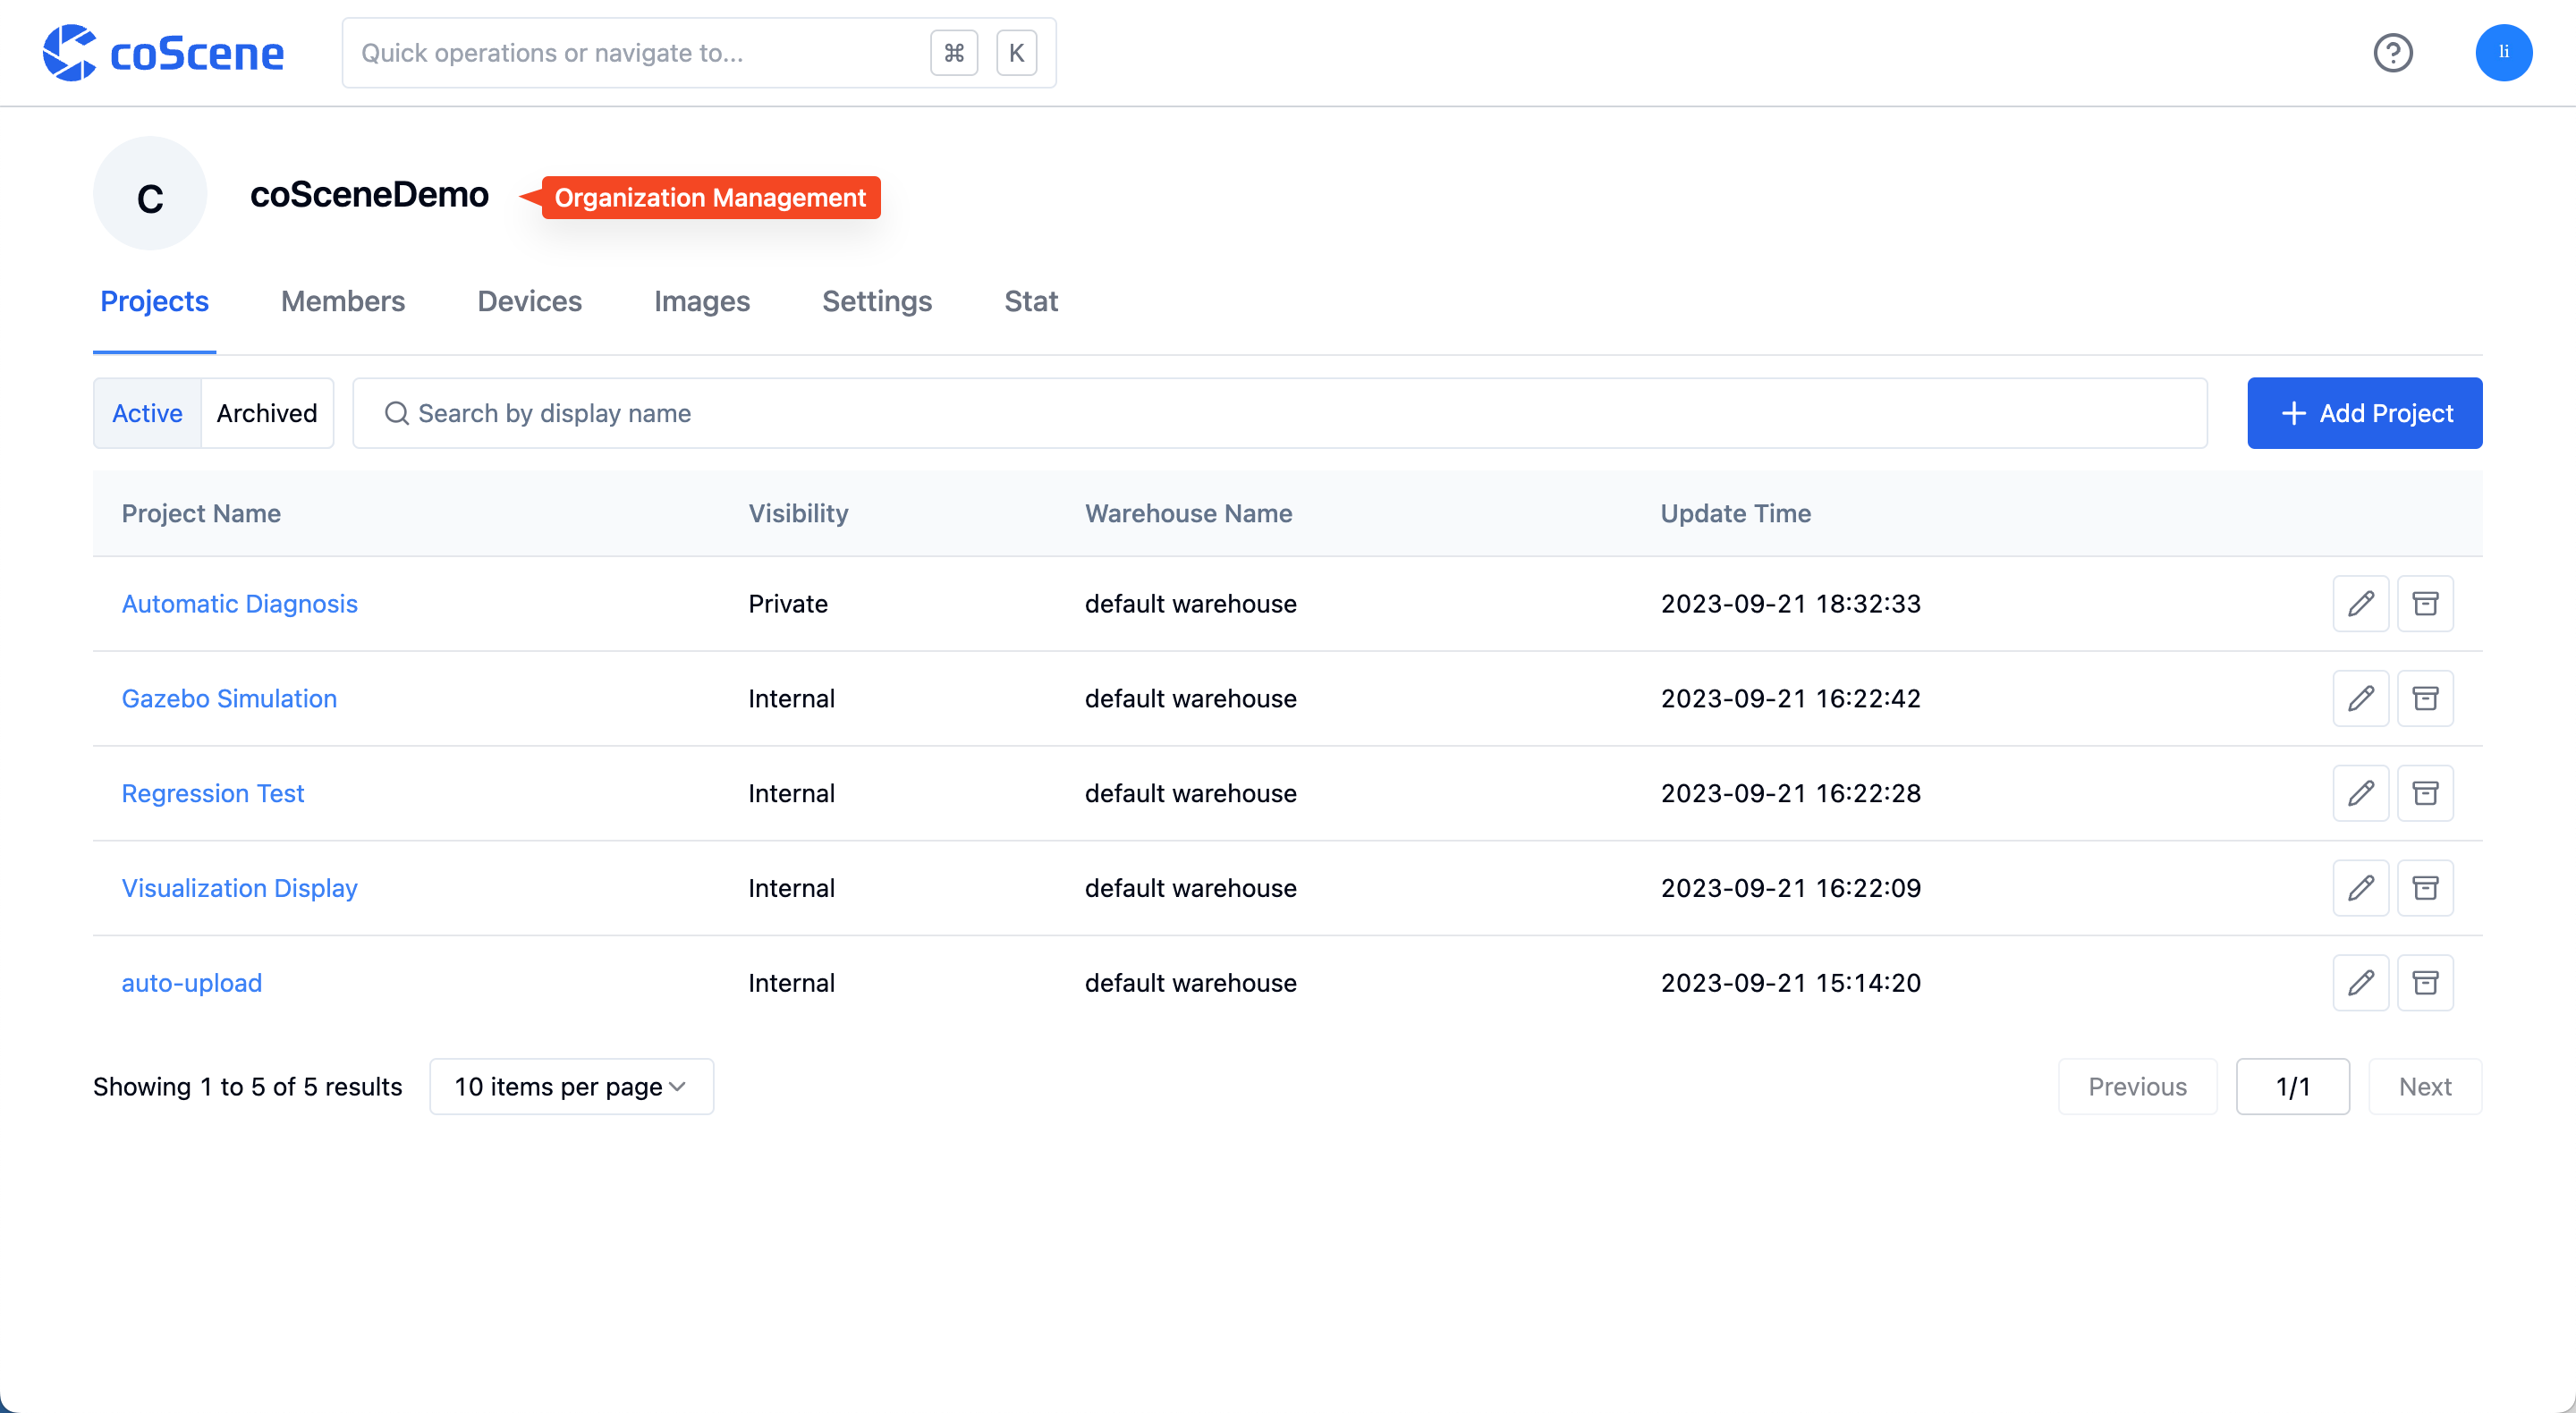 coScene
Quick operations or navigate to... ⌘ K
li
C
coSceneDemo
Organization Management
Projects Members Devices Images Settings Stat
Active Archived Search by display name Add Project
Project Name Visibility Warehouse Name Update Time
Automatic Diagnosis Private default warehouse 2023-09-21 18:32:33
Gazebo Simulation Internal default warehouse 2023-09-21 16:22:42
Regression Test Internal default warehouse 2023-09-21 16:22:28
Visualization Display Internal default warehouse 2023-09-21 16:22:09
auto-upload Internal default warehouse 2023-09-21 15:14:20
Showing 1 to 5 of 5 results 10 items per page Previous 1/1 Next